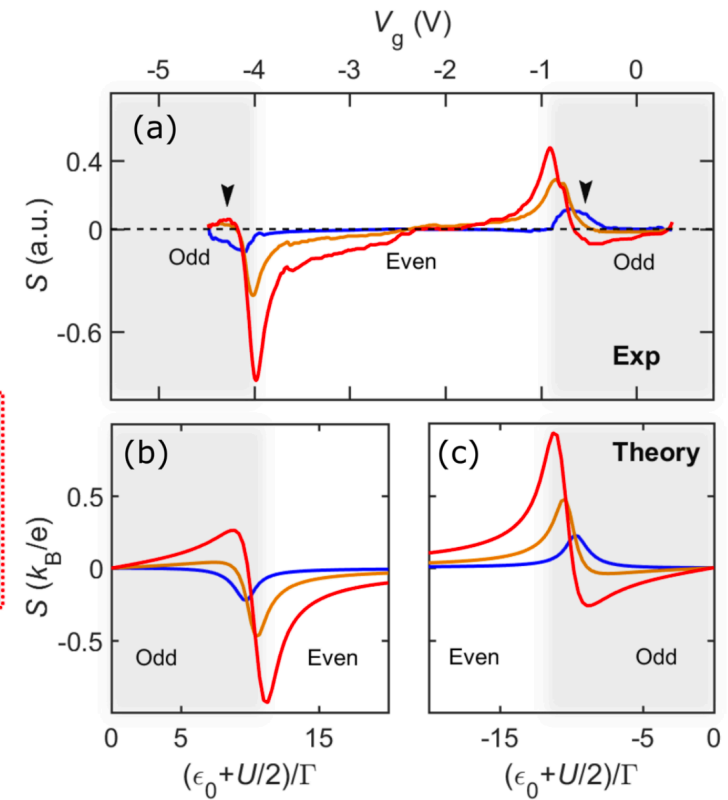 V_g (V)
-5 -4 -3 -2 -1 0
(a)
0.4
0
-0.6
S (a.u.)
Odd
Even
Odd
Exp
(b)
(c)
Theory
0.5
0
-0.5
S (k_B/e)
Odd
Even
Even
Odd
0 5 15
-15 -5 0
(ϵ_0+U/2)/Γ
(ϵ_0+U/2)/Γ